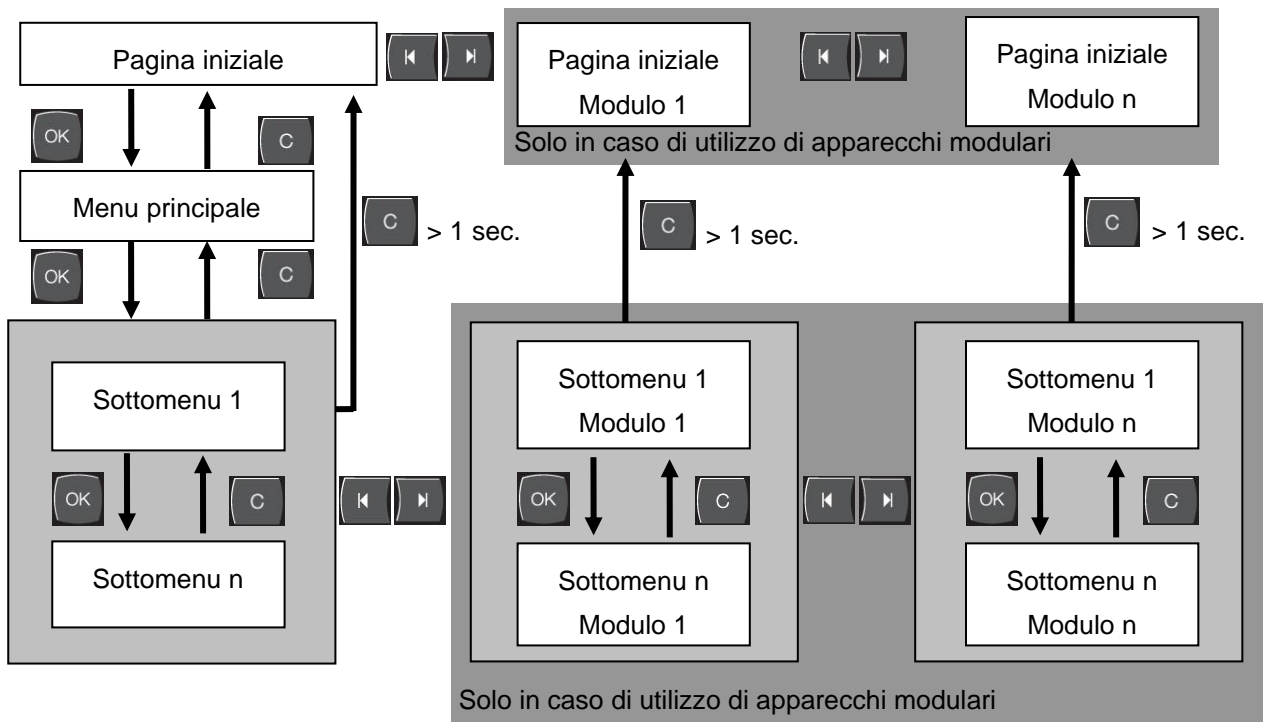 Pagina iniziale
Pagina iniziale
Modulo 1
Pagina iniziale
Modulo n
Solo in caso di utilizzo di apparecchi modulari
OK
C
Menu principale
C > 1 sec.
C > 1 sec.
C > 1 sec.
OK
C
Sottomenu 1
Sottomenu 1
Modulo 1
Sottomenu 1
Modulo n
OK
C
OK
C
OK
C
Sottomenu n
Sottomenu n
Modulo 1
Sottomenu n
Modulo n
Solo in caso di utilizzo di apparecchi modulari